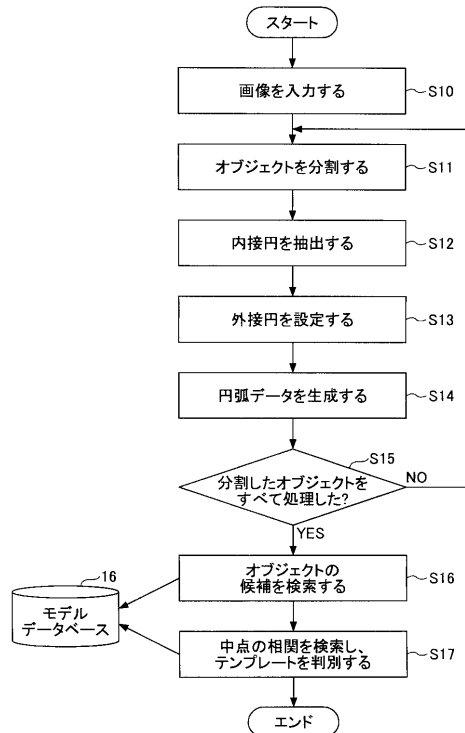 スタート
画像を入力する
S10
オブジェクトを分割する
S11
内接円を抽出する
S12
外接円を設定する
S13
円弧データを生成する
S14
S15
分割したオブジェクトを
すべて処理した?
NO
YES
オブジェクトの
候補を検索する
S16
16
モデル
データベース
中点の相関を検索し、
テンプレートを判別する
S17
エンド